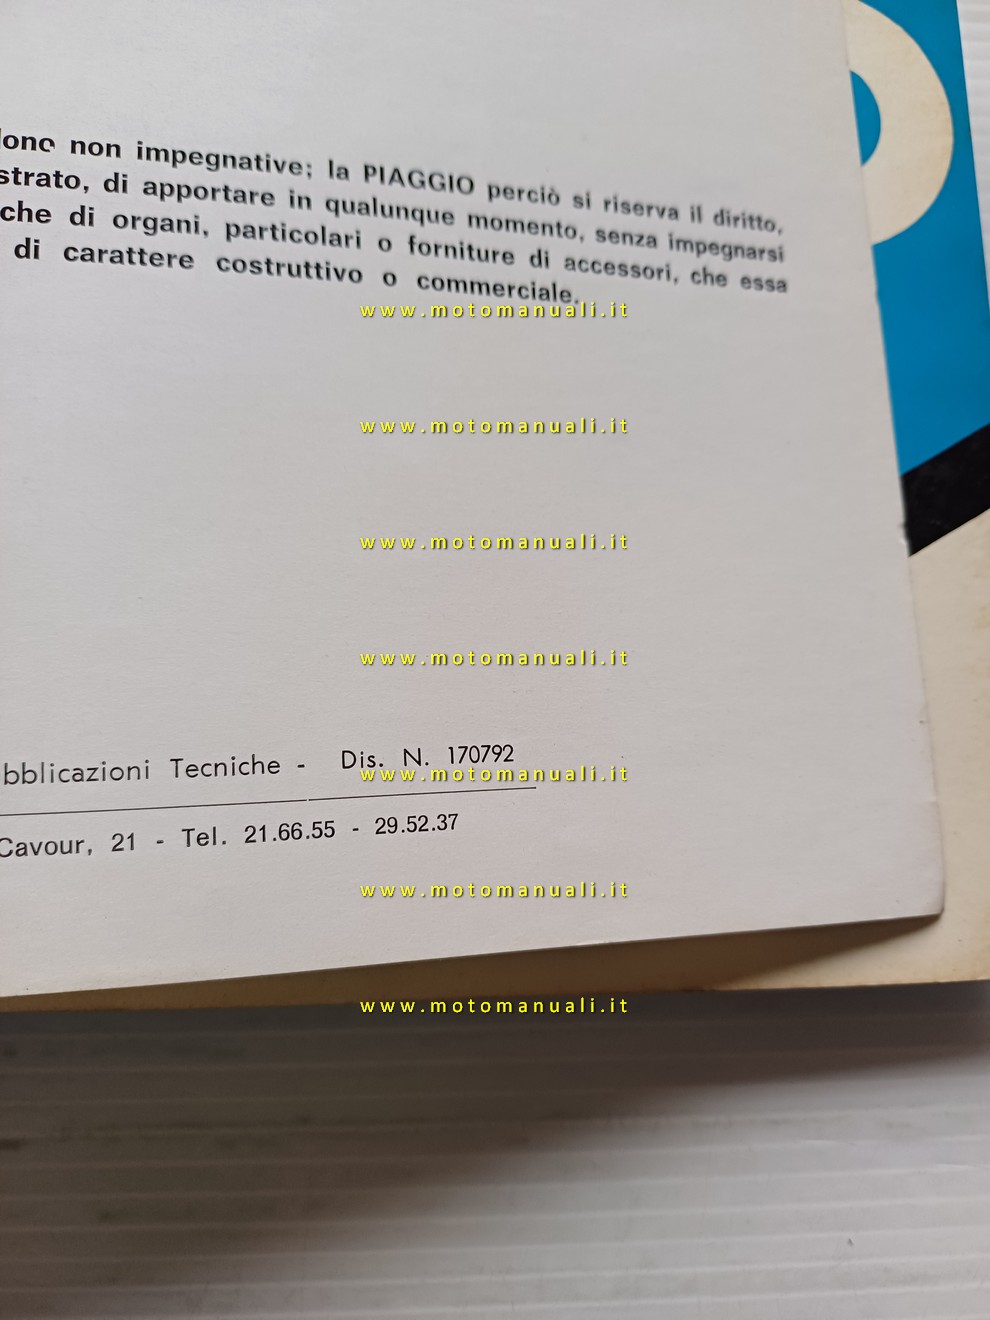 non impegnative; la PIAGGIO perciò si riserva il diritto,
strato, di apportare in qualunque momento, senza impegnarsi
che di organi, particolari o forniture di accessori, che essa
di carattere costruttivo o commerciale.
www.motomanuali.it
www.motomanuali.it
www.motomanuali.it
www.motomanuali.it
bblicazioni Tecniche - Dis. N. 170792
www.motomanuali.it
Cavour, 21 - Tel. 21.66.55 - 29.52.37
www.motomanuali.it
www.motomanuali.it